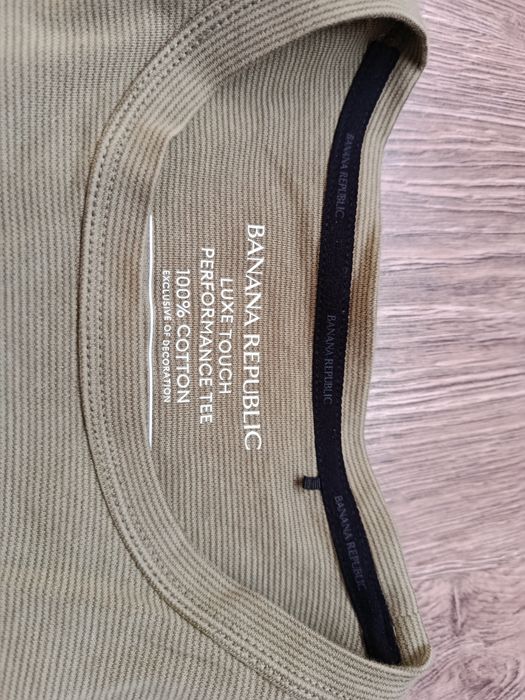 BANANA REPUBLIC
BANANA REPUBLIC
BANANA REPUBLIC
BANANA REPUBLIC
LUXE TOUCH
PERFORMANCE TEE
100% COTTON
EXCLUSIVE OF DECORATION